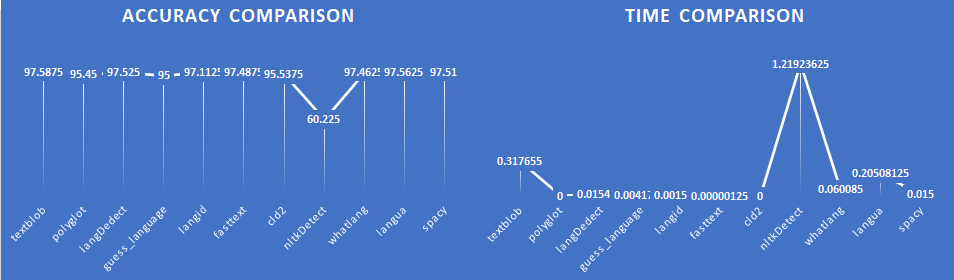 ACCURACY COMPARISON
97.5875 95.45 97.525 95 97.1125 97.4875 95.5375 60.225 97.4625 97.5625 97.51
textblob polyglot langDedect guess_language langid fasttext cld2 nltkDetect whatlang langua spacy
TIME COMPARISON
0.317655 0 0.0154 0.00417 0.0015 0.00000125 0 1.21923625 0.060085 0.20508125 0.015
textblob polyglot langDedect guess_language langid fasttext cld2 nltkDetect whatlang langua spacy